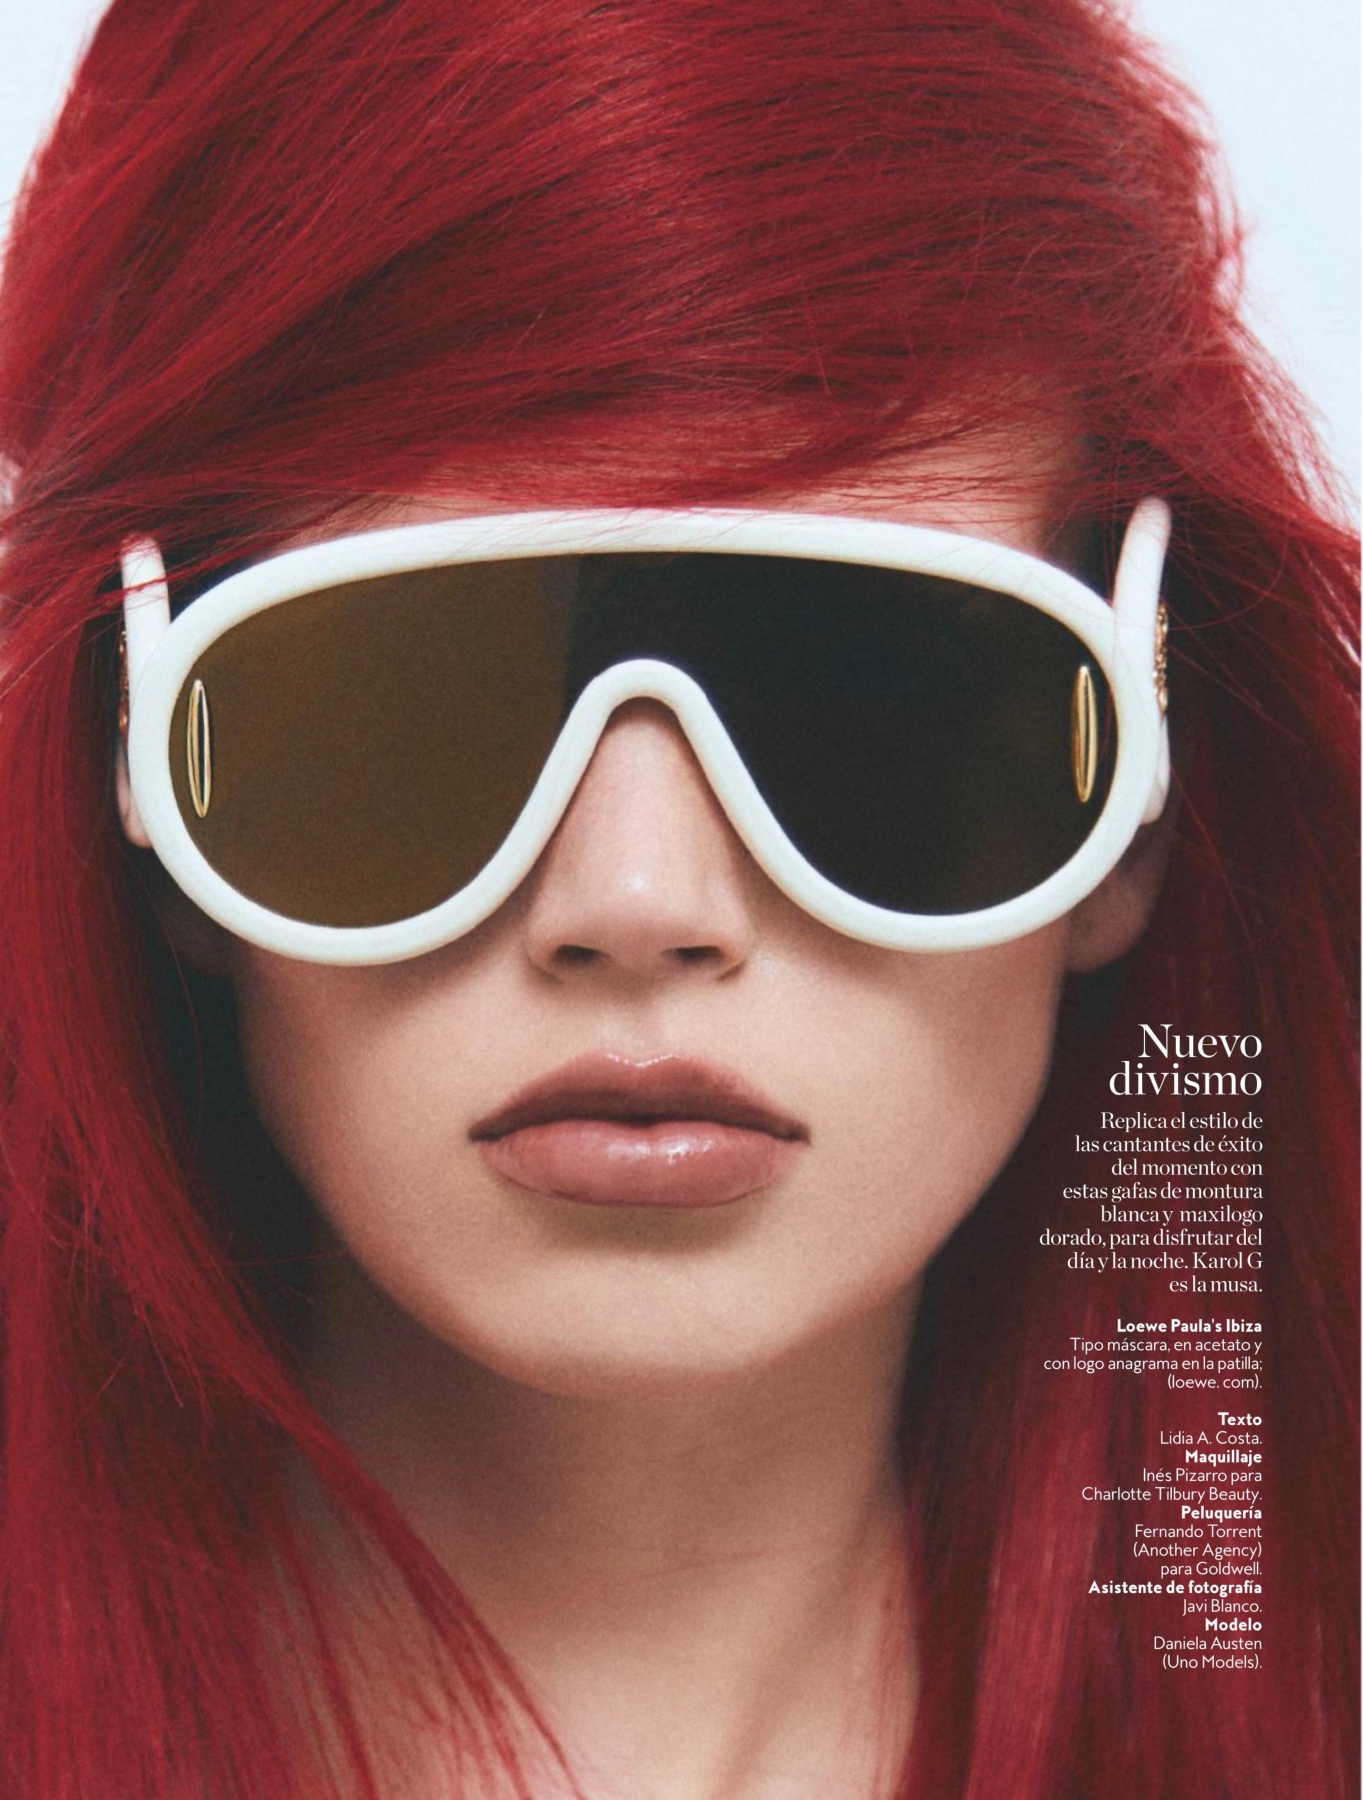 Nuevo
divismo
Replica el estilo de
las cantantes de éxito
del momento con
estas gafas de montura
blanca y maxilogo
dorado, para disfrutar del
día y la noche. Karol G
es la musa.
Loewe Paula's Ibiza
Tipo máscara, en acetato y
con logo anagrama en la patilla;
(loewe. com).
Texto
Lidia A. Costa.
Maquillaje
Inés Pizarro para
Charlotte Tilbury Beauty.
Peluquería
Fernando Torrent
(Another Agency)
para Goldwell.
Asistente de fotografía
Javi Blanco.
Modelo
Daniela Austen
(Uno Models).